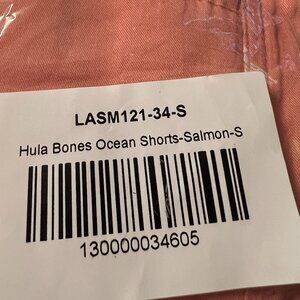 LASM121-34-S
Hula Bones Ocean Shorts-Salmon-S
130000034605